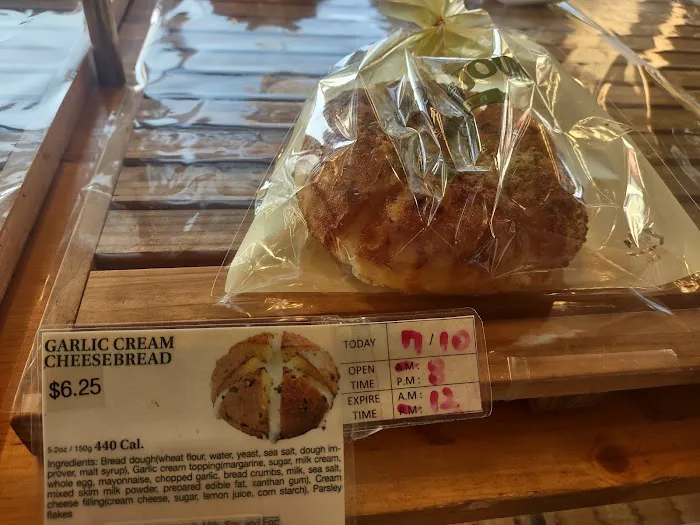 GARLIC CREAM
CHEESEBREAD
$6.25
5.2oz / 150g 440 Cal.
Ingredients: Bread dough(wheat flour, water, yeast, sea salt, dough im-
prover, malt syrup), Garlic cream topping(margarine, sugar, milk cream,
whole egg, mayonnaise, chopped garlic, bread crumbs, milk, sea salt,
mixed skim milk powder, prepared edible fat, xanthan gum), Cream
cheese filling(cream cheese, sugar, lemon juice, corn starch), Parsley
flakes
TODAY 7/10
OPEN TIME A.M: P.M: 8
EXPIRE TIME A.M: P.M: 12